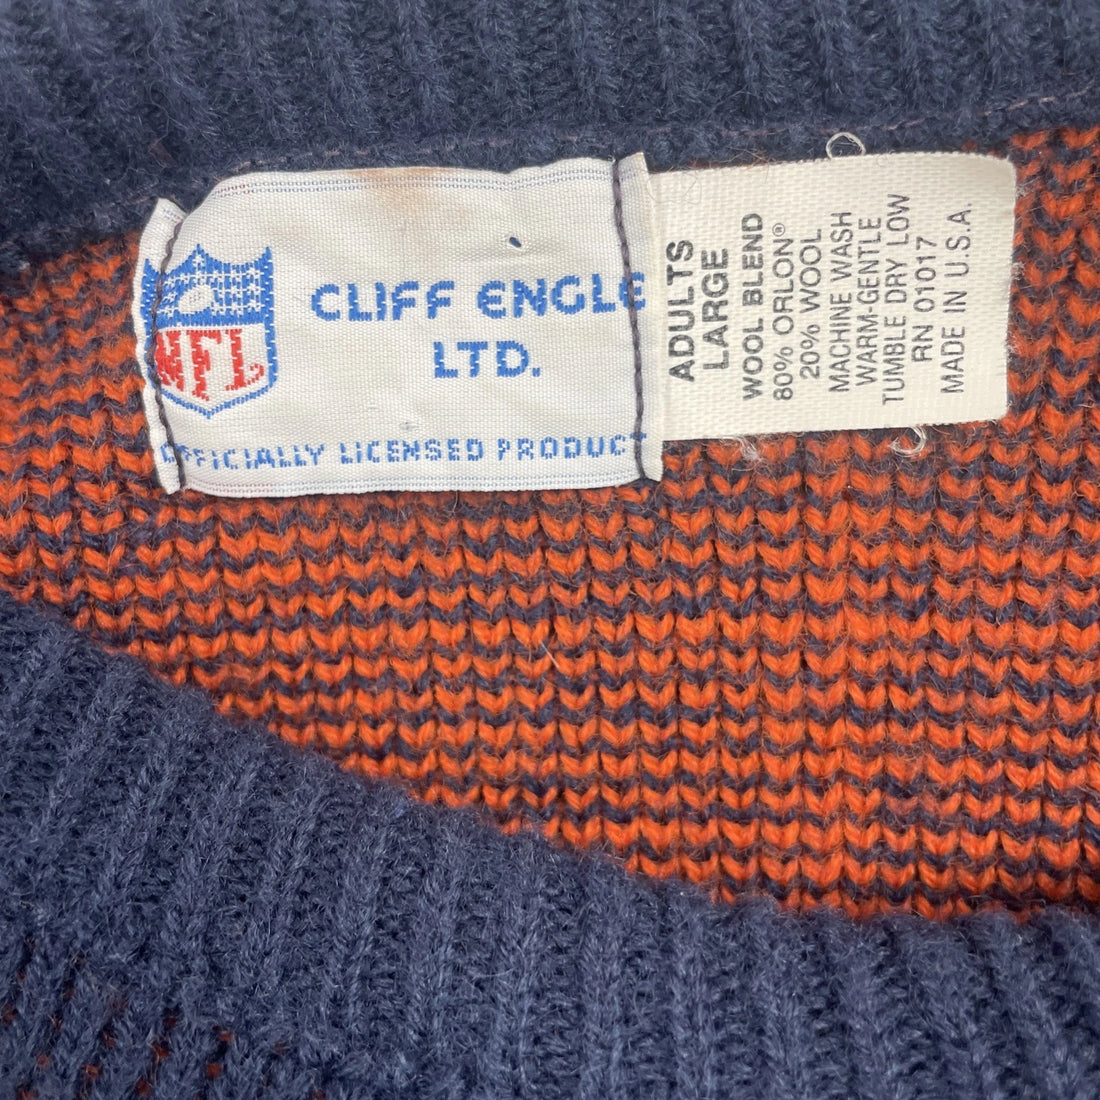 NFL
CLIFF ENGLE
LTD.
OFFICIALLY LICENSED PRODUCT
ADULTS
LARGE
WOOL BLEND
80% ORLON®
20% WOOL
MACHINE WASH
WARM-GENTLE
TUMBLE DRY LOW
RN 01017
MADE IN U.S.A.